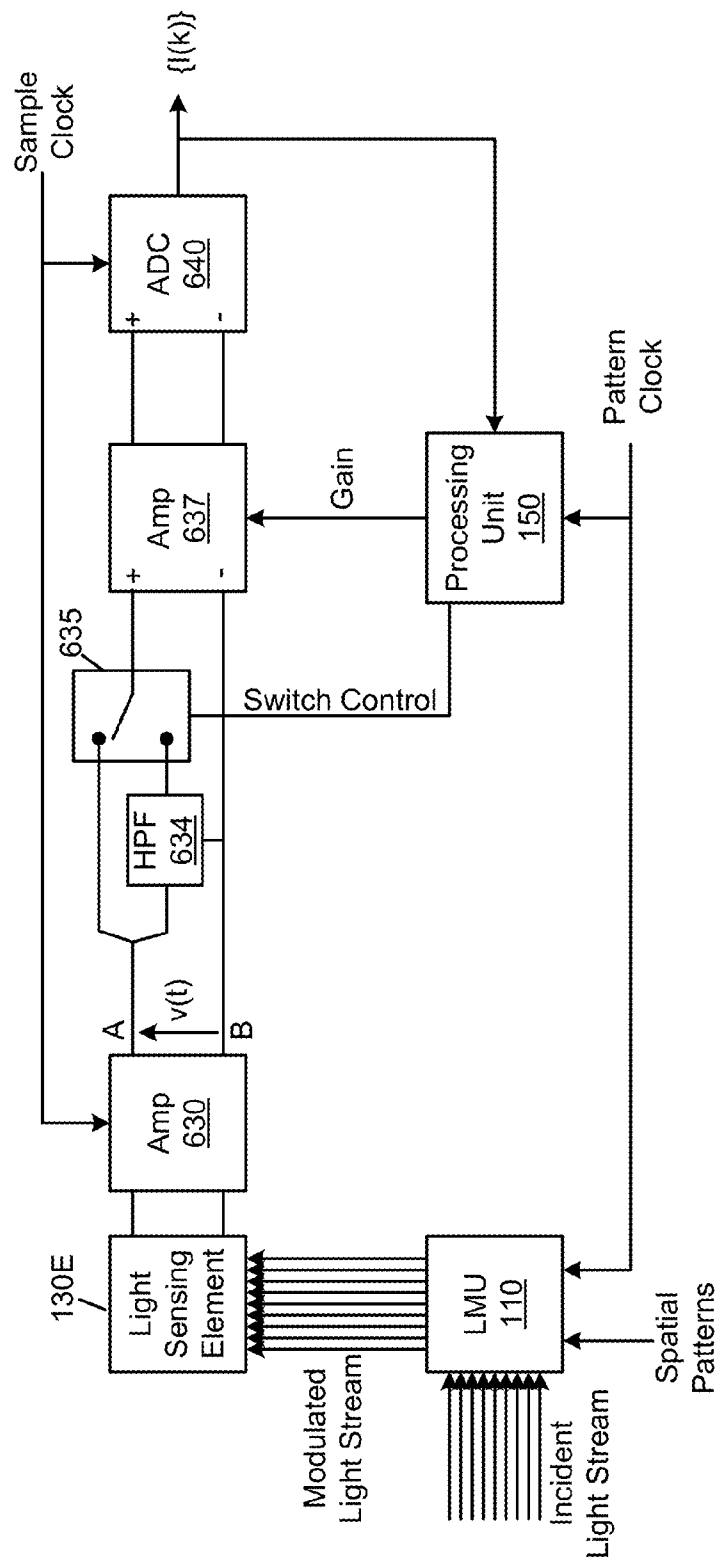 Sample
Clock
{I(k)}
ADC
640
+
-
Amp
637
+
-
635
HPF
634
Switch Control
Gain
Processing
Unit
150
Pattern
Clock
A
v(t)
B
Amp
630
130E
Light
Sensing
Element
Modulated
Light Stream
LMU
110
Incident
Light Stream
Spatial
Patterns